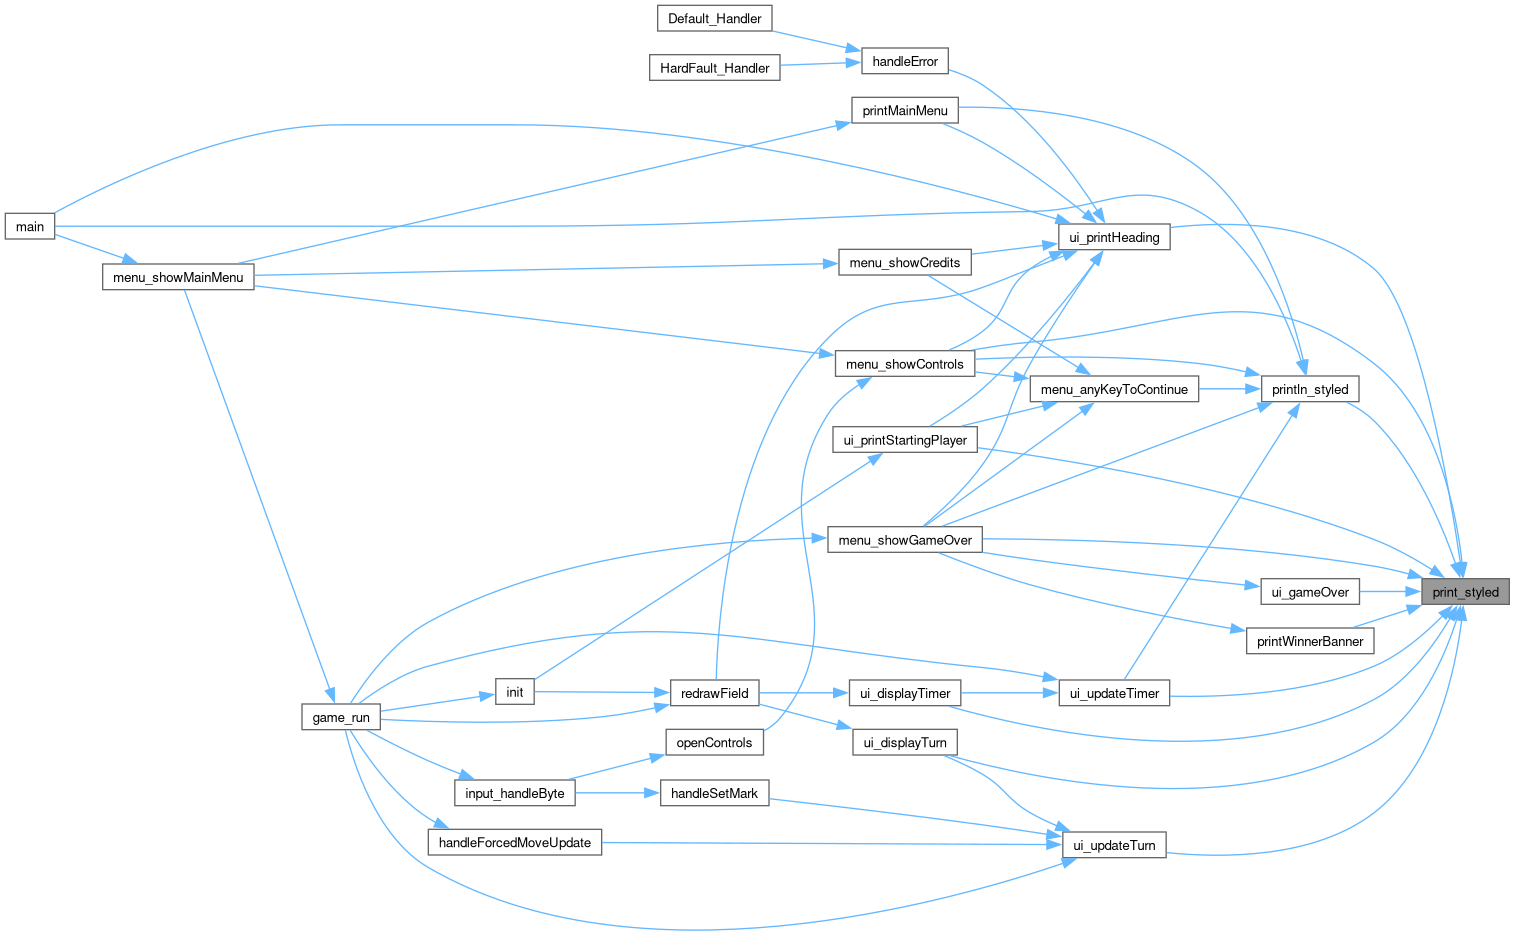 Default_Handler
handleError
HardFault_Handler
printMainMenu
main
ui_printHeading
menu_showCredits
menu_showMainMenu
menu_showControls
menu_anyKeyToContinue
println_styled
ui_printStartingPlayer
menu_showGameOver
ui_gameOver
print_styled
printWinnerBanner
init
redrawField
ui_displayTimer
ui_updateTimer
game_run
openControls
ui_displayTurn
input_handleByte
handleSetMark
handleForcedMoveUpdate
ui_updateTurn